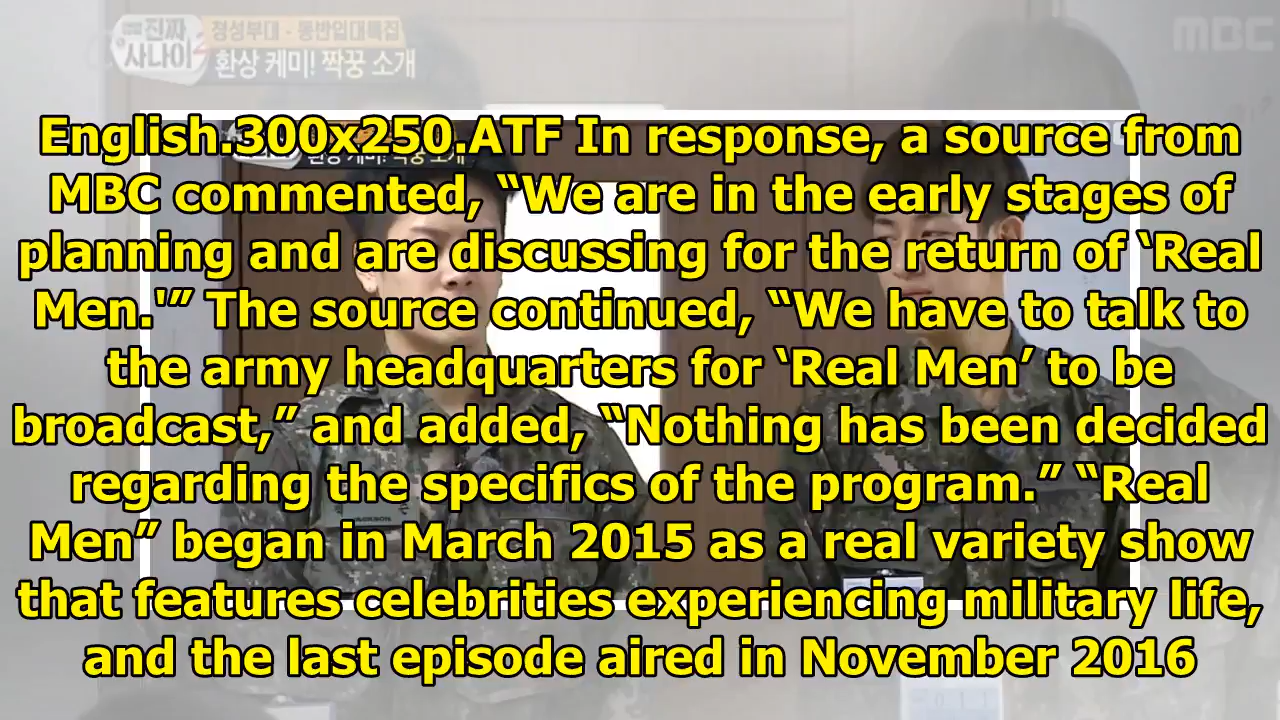 진짜
사나이2
정성부대 - 동반입대특집
환상 케미! 짝꿍 소개
MBC
English.300x250.ATF In response, a source from
MBC commented, “We are in the early stages of
planning and are discussing for the return of ‘Real
Men.'” The source continued, “We have to talk to
the army headquarters for ‘Real Men’ to be
broadcast,” and added, “Nothing has been decided
regarding the specifics of the program.” “Real
Men” began in March 2015 as a real variety show
that features celebrities experiencing military life,
and the last episode aired in November 2016